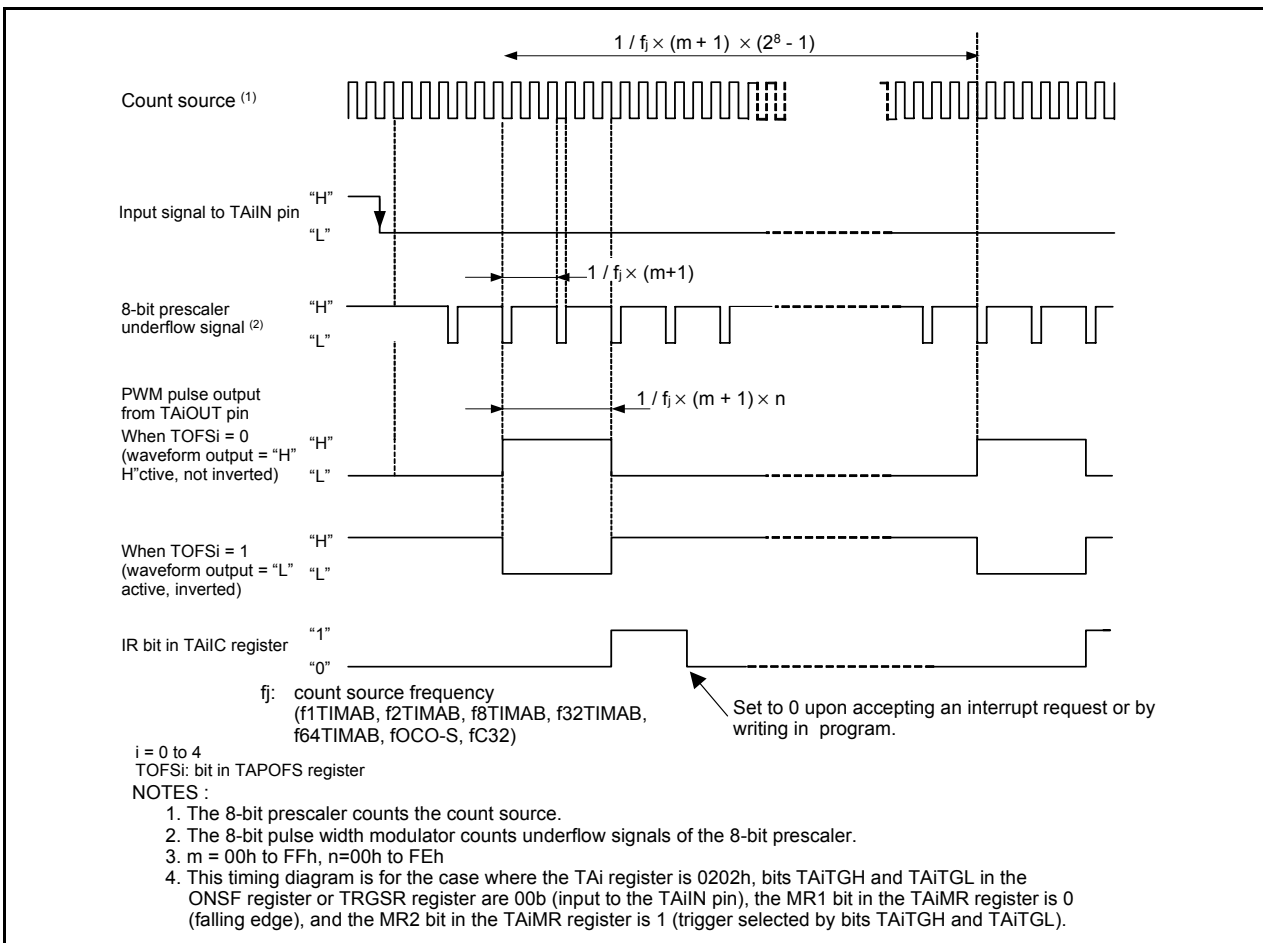 1 / fj × (m + 1) × (2⁸ - 1)
Count source (1)
Input signal to TAiIN pin
“H”
“L”
1 / fj × (m+1)
8-bit prescaler
underflow signal (2)
“H”
“L”
PWM pulse output
from TAiOUT pin
When TOFSi = 0
(waveform output = “H”
H”ctive, not inverted)
1 / fj × (m + 1) × n
“H”
“L”
When TOFSi = 1
(waveform output = “L”
active, inverted)
“H”
“L”
IR bit in TAiIC register
“1”
“0”
fj: count source frequency
(f1TIMAB, f2TIMAB, f8TIMAB, f32TIMAB,
f64TIMAB, fOCO-S, fC32)
Set to 0 upon accepting an interrupt request or by
writing in program.
i = 0 to 4
TOFSi: bit in TAPOFS register
NOTES :
1. The 8-bit prescaler counts the count source.
2. The 8-bit pulse width modulator counts underflow signals of the 8-bit prescaler.
3. m = 00h to FFh, n=00h to FEh
4. This timing diagram is for the case where the TAi register is 0202h, bits TAiTGH and TAiTGL in the
ONSF register or TRGSR register are 00b (input to the TAiIN pin), the MR1 bit in the TAiMR register is 0
(falling edge), and the MR2 bit in the TAiMR register is 1 (trigger selected by bits TAiTGH and TAiTGL).